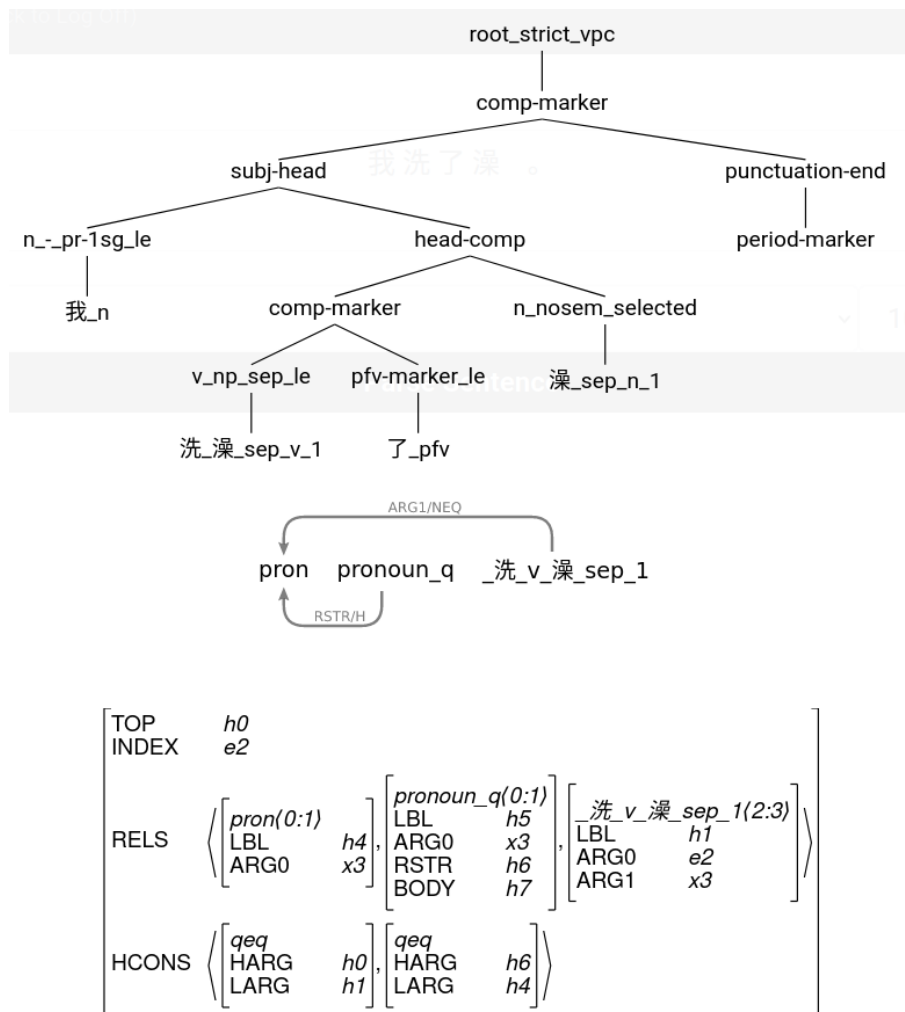 root_strict_vpc
comp-marker
我 洗 了 澡 。
subj-head punctuation-end
n_-_pr-1sg_le head-comp period-marker
我_n comp-marker n_nosem_selected
v_np_sep_le pfv-marker_le 澡_sep_n_1
洗_澡_sep_v_1 了_pfv
ARG1/NEQ
pron pronoun_q _洗_v_澡_sep_1
RSTR/H
TOP h0
INDEX e2
RELS ⟨ [ pron⟨0:1⟩ LBL h4 ARG0 x3 ], [ pronoun_q⟨0:1⟩ LBL h5 ARG0 x3 RSTR h6 BODY h7 ], [ _洗_v_澡_sep_1⟨2:3⟩ LBL h1 ARG0 e2 ARG1 x3 ] ⟩
HCONS ⟨ [ qeq HARG h0 LARG h1 ], [ qeq HARG h6 LARG h4 ] ⟩